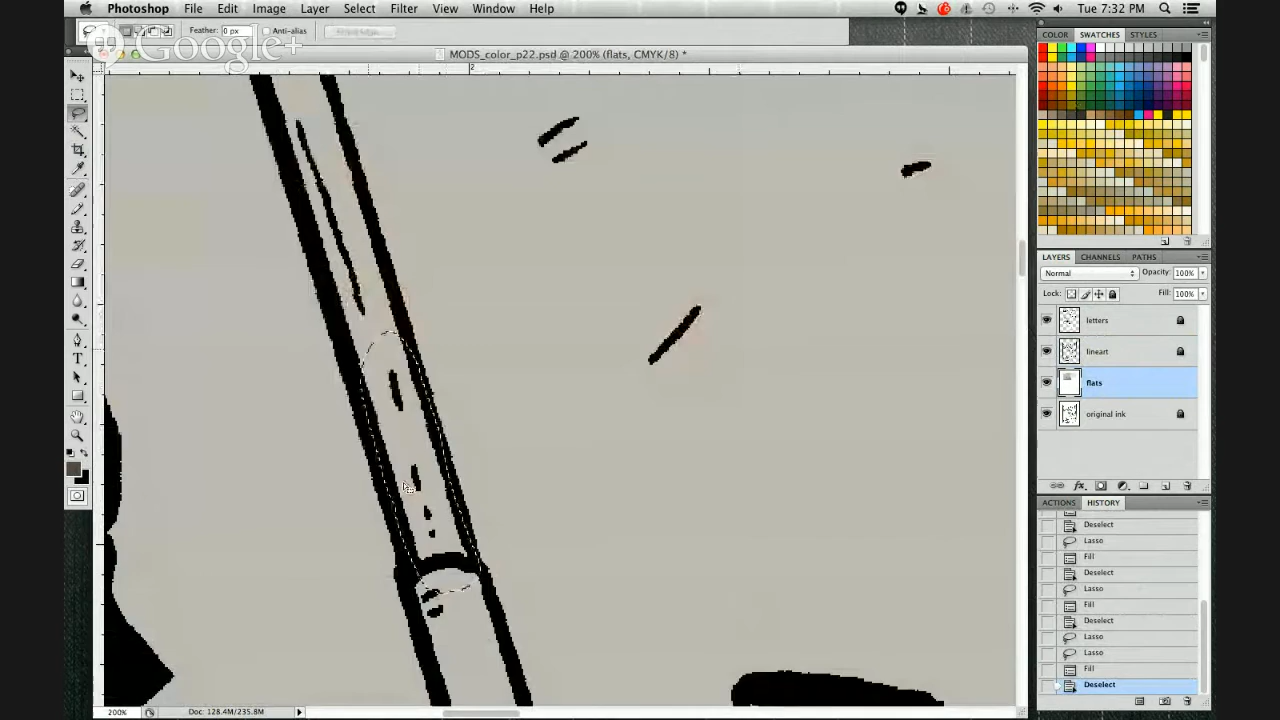 Photoshop File Edit Image Layer Select Filter View Window Help Tue 7:32 PM
Feather: 0 px Anti-alias
Google+
MODS_color_p22.psd @ 200% (flats, CMYK/8) *
2
COLOR SWATCHES STYLES
LAYERS CHANNELS PATHS
Normal Opacity: 100%
Lock: Fill: 100%
letters
lineart
flats
original ink
ACTIONS HISTORY
Deselect
Lasso
Fill
Deselect
Lasso
Fill
Deselect
Lasso
Lasso
Fill
Deselect
200% Doc: 128.4M/235.8M